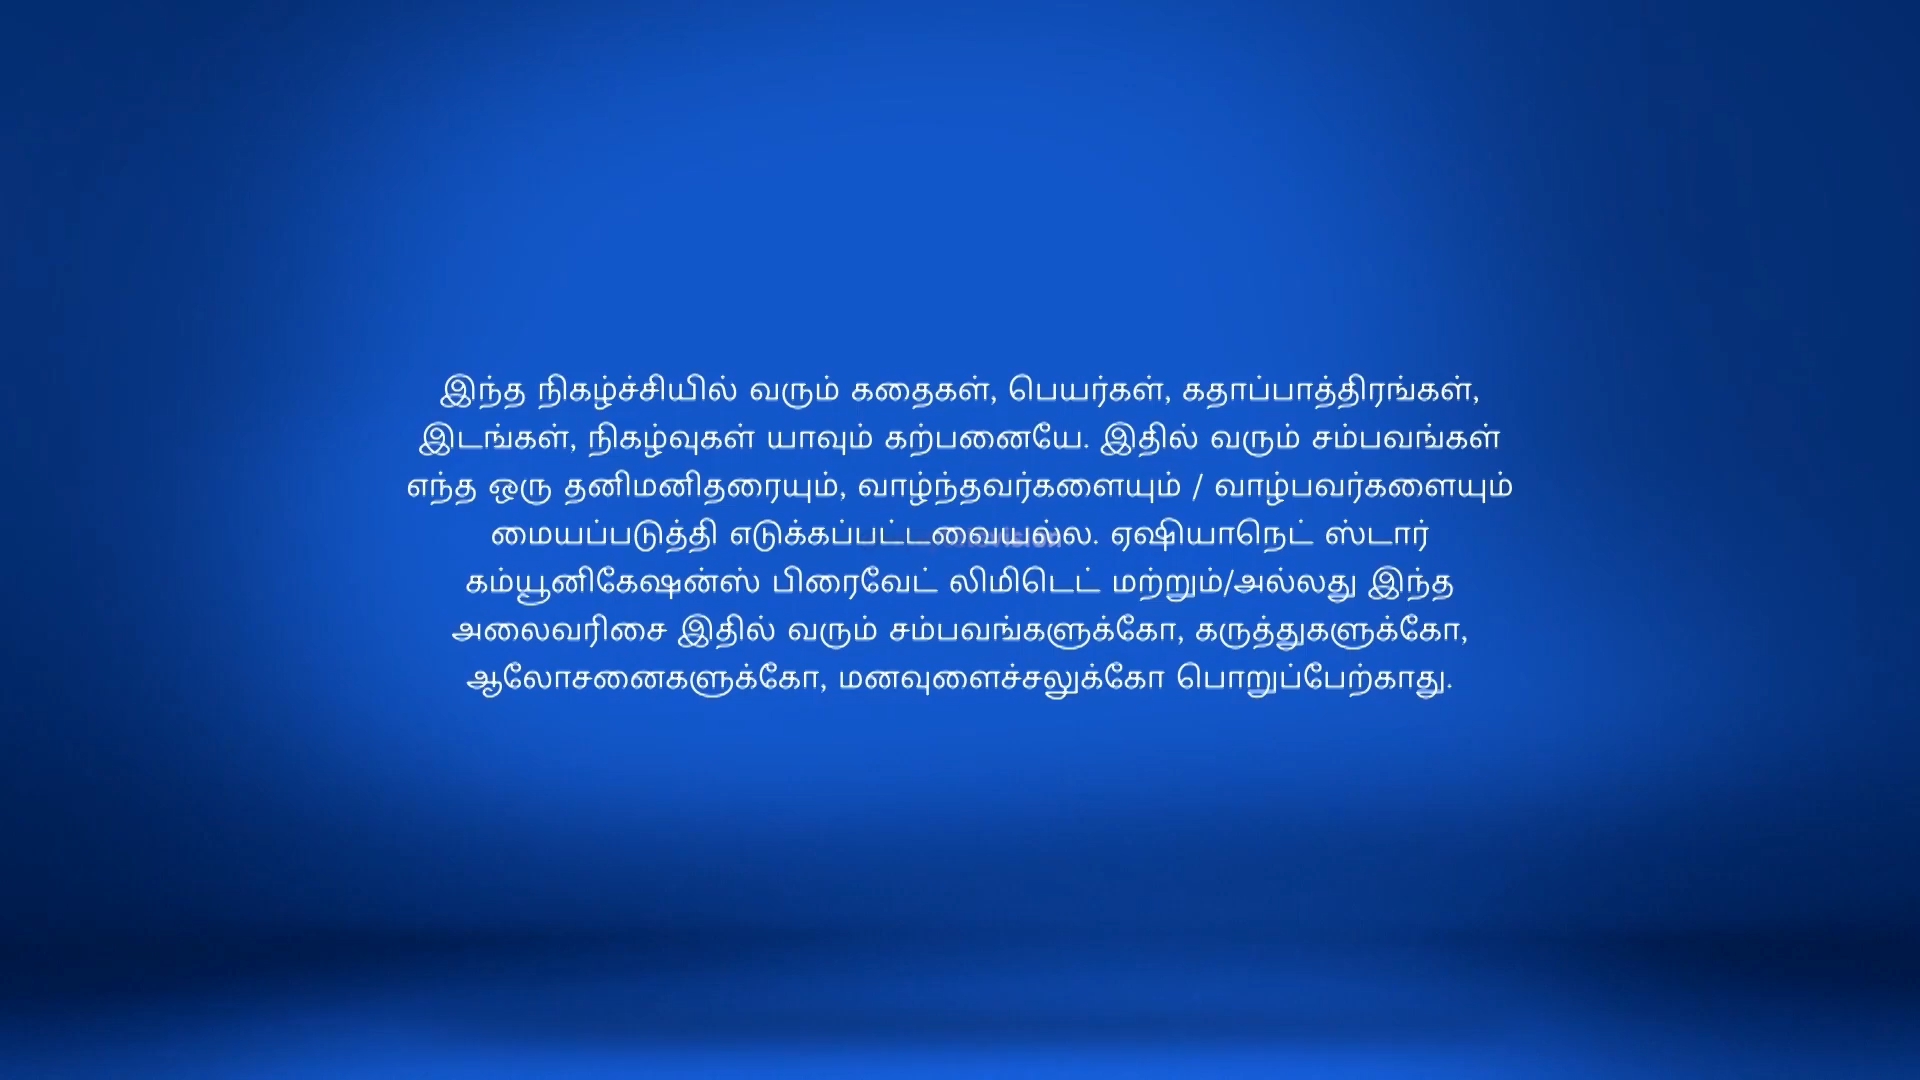 இந்த நிகழ்ச்சியில் வரும் கதைகள், பெயர்கள், கதாப்பாத்திரங்கள்,
இடங்கள், நிகழ்வுகள் யாவும் கற்பனையே. இதில் வரும் சம்பவங்கள்
எந்த ஒரு தனிமனிதரையும், வாழ்ந்தவர்களையும் / வாழ்பவர்களையும்
மையப்படுத்தி எடுக்கப்பட்டவையல்ல. ஏஷியாநெட் ஸ்டார்
கம்யூனிகேஷன்ஸ் பிரைவேட் லிமிடெட் மற்றும்/அல்லது இந்த
அலைவரிசை இதில் வரும் சம்பவங்களுக்கோ, கருத்துகளுக்கோ,
ஆலோசனைகளுக்கோ, மனவுளைச்சலுக்கோ பொறுப்பேற்காது.